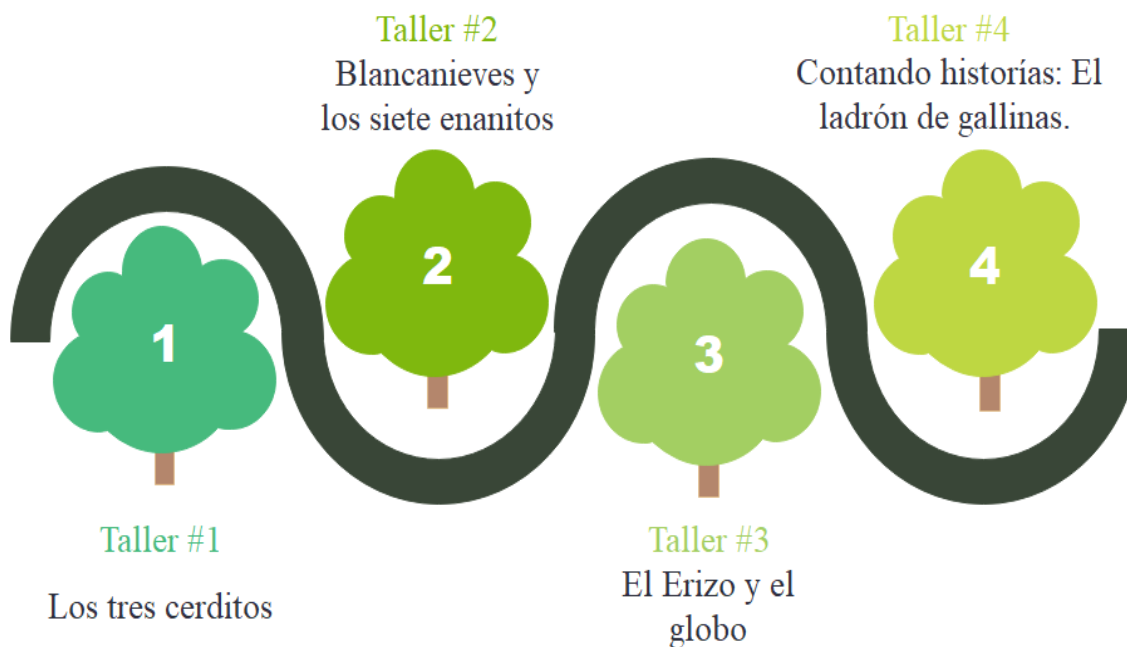 Taller #2
Blancanieves y
los siete enanitos
Taller #4
Contando historías: El
ladrón de gallinas.
1
2
3
4
Taller #1
Los tres cerditos
Taller #3
El Erizo y el
globo